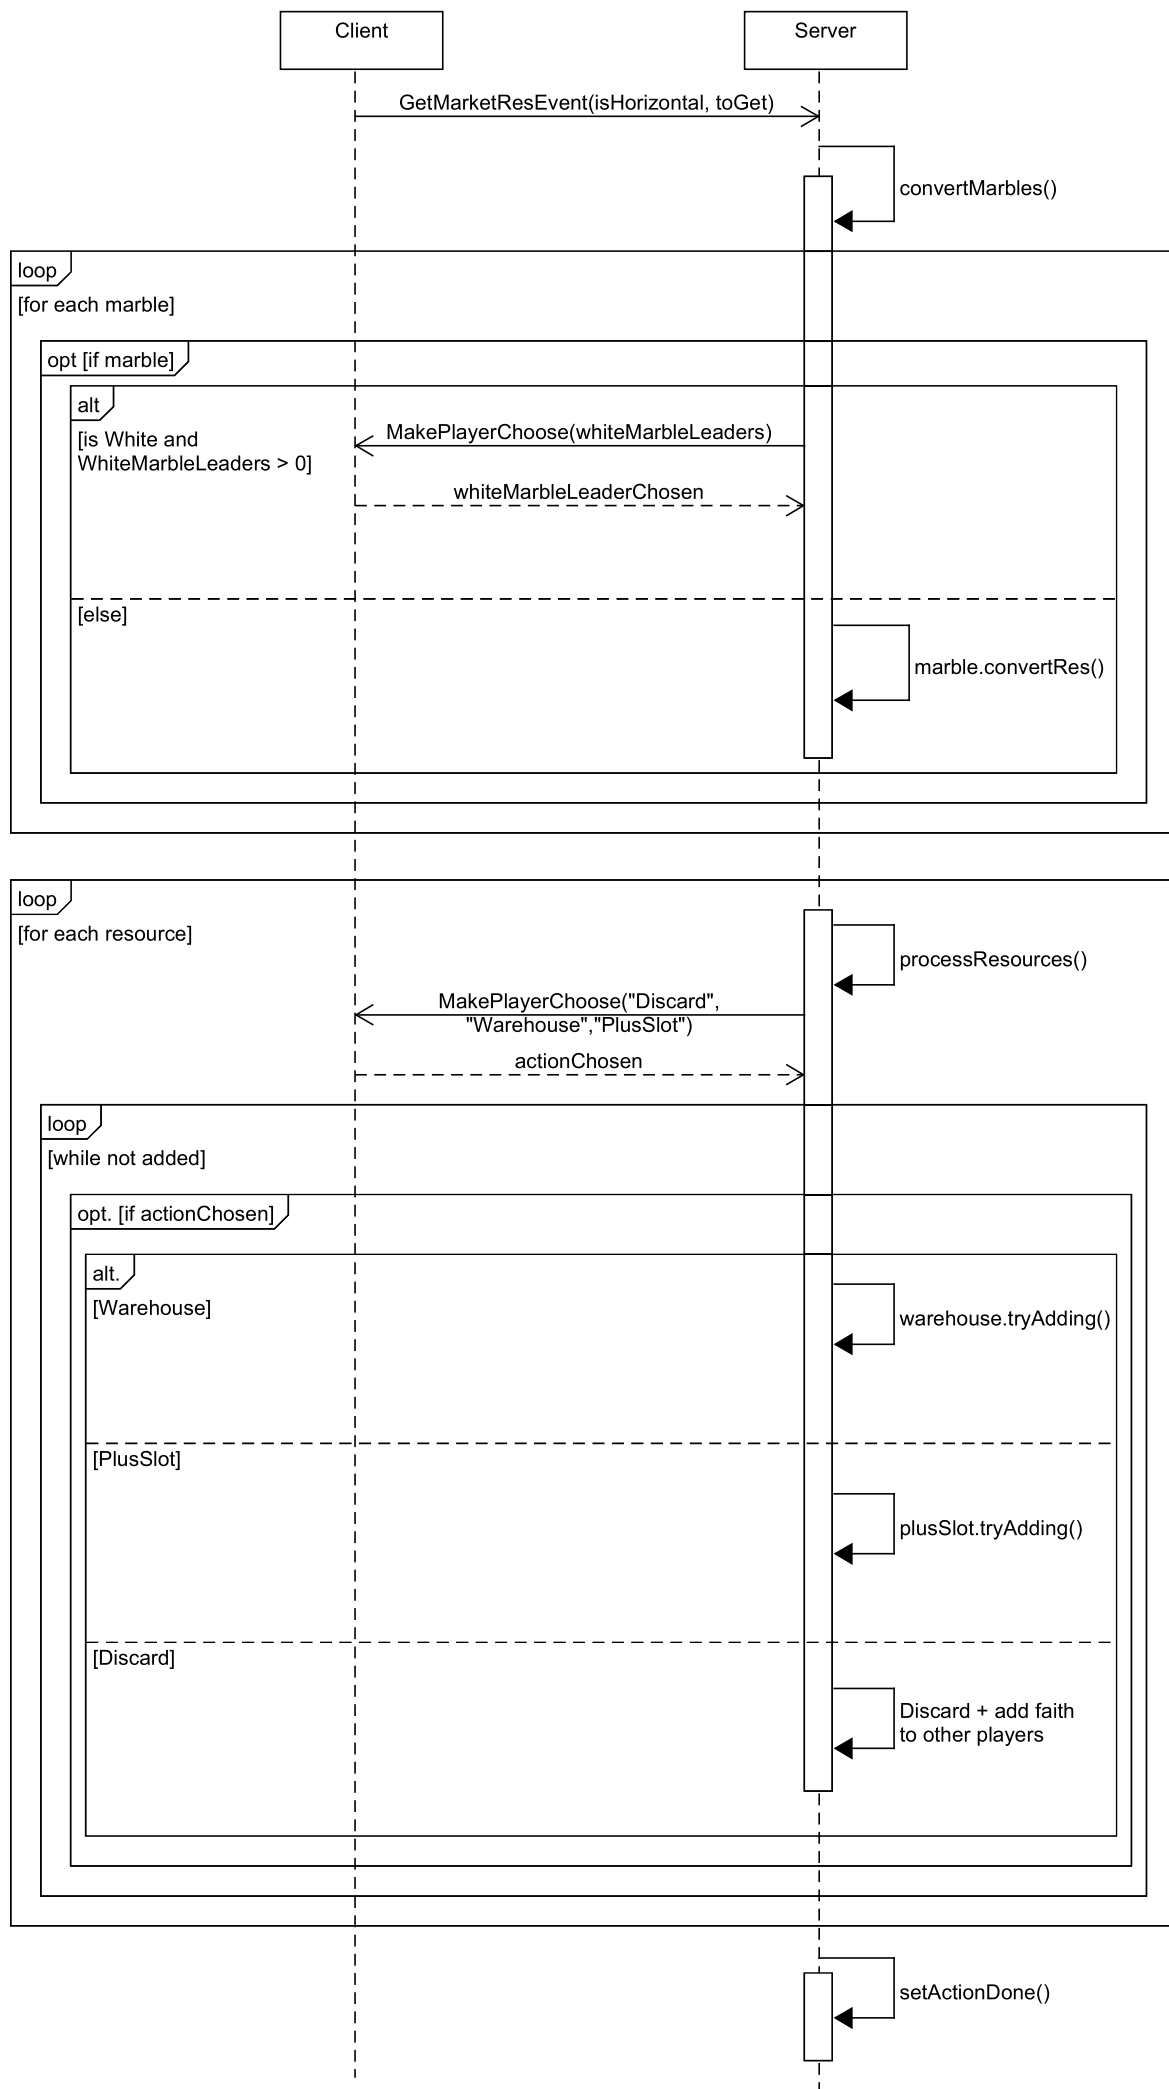 Client
Server
GetMarketResEvent(isHorizontal, toGet)
convertMarbles()
loop
[for each marble]
opt [if marble]
alt
[is White and
WhiteMarbleLeaders > 0]
MakePlayerChoose(whiteMarbleLeaders)
whiteMarbleLeaderChosen
[else]
marble.convertRes()
loop
[for each resource]
processResources()
MakePlayerChoose("Discard",
"Warehouse","PlusSlot")
actionChosen
loop
[while not added]
opt. [if actionChosen]
alt.
[Warehouse]
warehouse.tryAdding()
[PlusSlot]
plusSlot.tryAdding()
[Discard]
Discard + add faith
to other players
setActionDone()